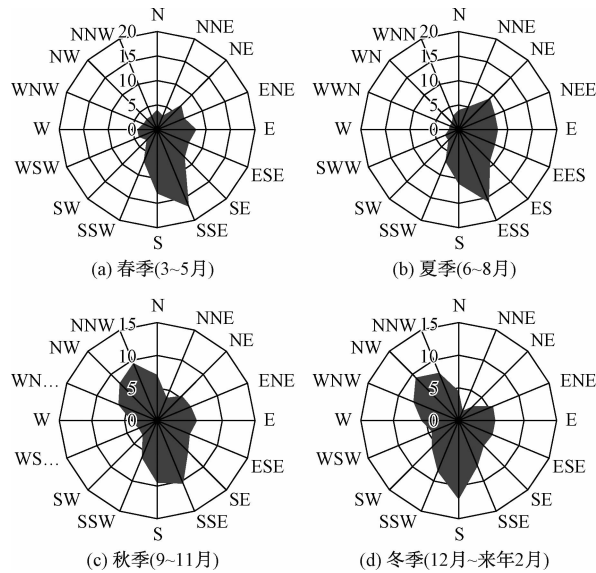 N
NNW 20 NNE
NW 15 NE
10
WNW 5 ENE
W 0 E
WSW ESE
SW SE
SSW SSE
S
(a) 春季(3~5月)
N
WNN 20 NNE
WN 15 NE
10
WWN 5 NEE
W 0 E
SWW EES
SW ES
SSW ESS
S
(b) 夏季(6~8月)
N
NNW 15 NNE
NW 10 NE
WN... 5 ENE
W 0 E
WS... ESE
SW SE
SSW SSE
S
(c) 秋季(9~11月)
N
NNW 15 NNE
NW 10 NE
WNW 5 ENE
W 0 E
WSW ESE
SW SE
SSW SSE
S
(d) 冬季(12月~来年2月)